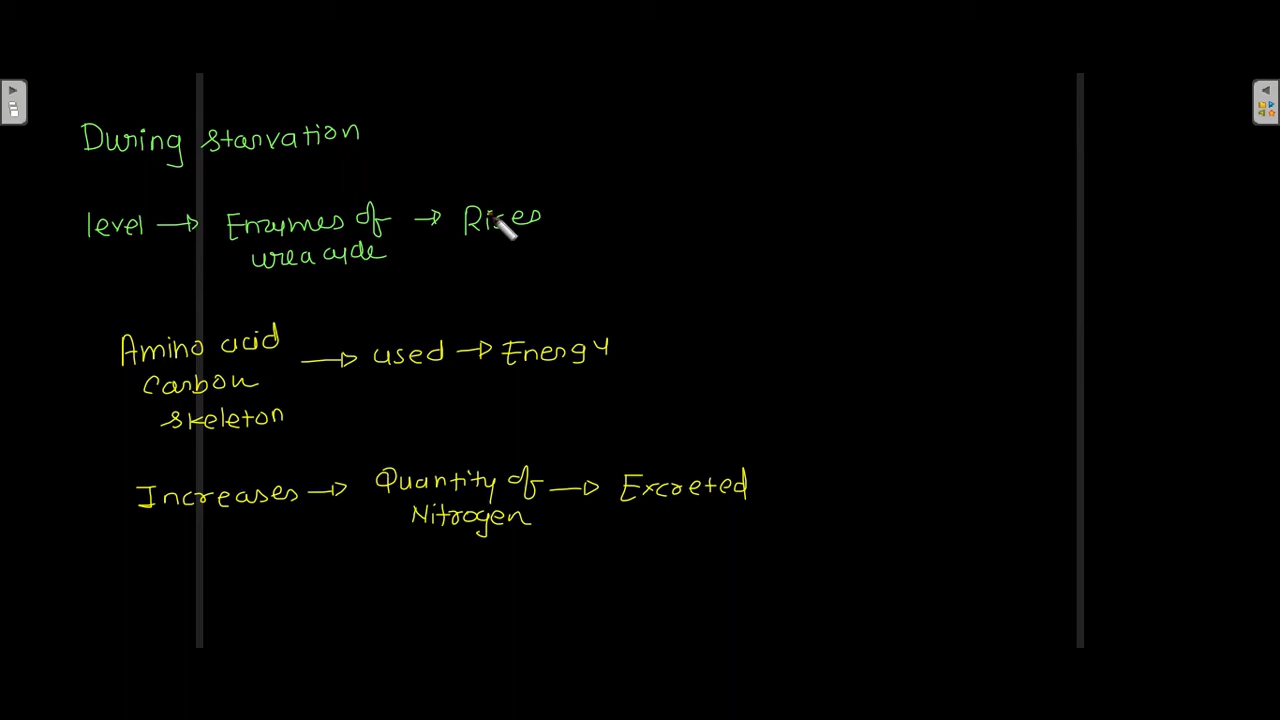 During starvation
level → Enzymes of → Rises
urea cycle
Amino acid
carbon
skeleton → used → Energy
Increases → Quantity of
Nitrogen → Excreted